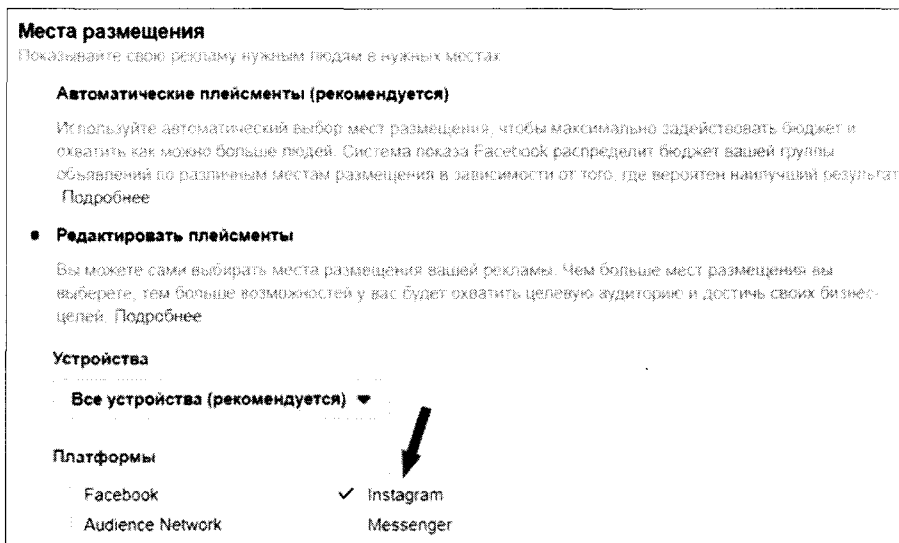 Места размещения
Показывайте свою рекламу нужным людям в нужных местах
Автоматические плейсменты (рекомендуется)
Используйте автоматический выбор мест размещения, чтобы максимально задействовать бюджет и
охватить как можно больше людей. Система показа Facebook распределит бюджет вашей группы
объявлений по различным местам размещения в зависимости от того, где вероятен наилучший результат
Подробнее
• Редактировать плейсменты
Вы можете сами выбирать места размещения вашей рекламы. Чем больше мест размещения вы
выберете, тем больше возможностей у вас будет охватить целевую аудиторию и достичь своих бизнес-
целей. Подробнее
Устройства
Все устройства (рекомендуется)
Платформы
Facebook ✓ Instagram
Audience Network Messenger